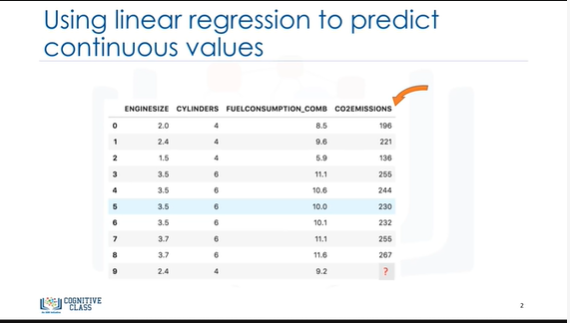 Using linear regression to predict
continuous values
ENGINESIZE CYLINDERS FUELCONSUMPTION_COMB CO2EMISSIONS
0 2.0 4 8.5 196
1 2.4 4 9.6 221
2 1.5 4 5.9 136
3 3.5 6 11.1 255
4 3.5 6 10.6 244
5 3.5 6 10.0 230
6 3.5 6 10.1 232
7 3.7 6 11.1 255
8 3.7 6 11.6 267
9 2.4 4 9.2 ?
COGNITIVE
CLASS
2